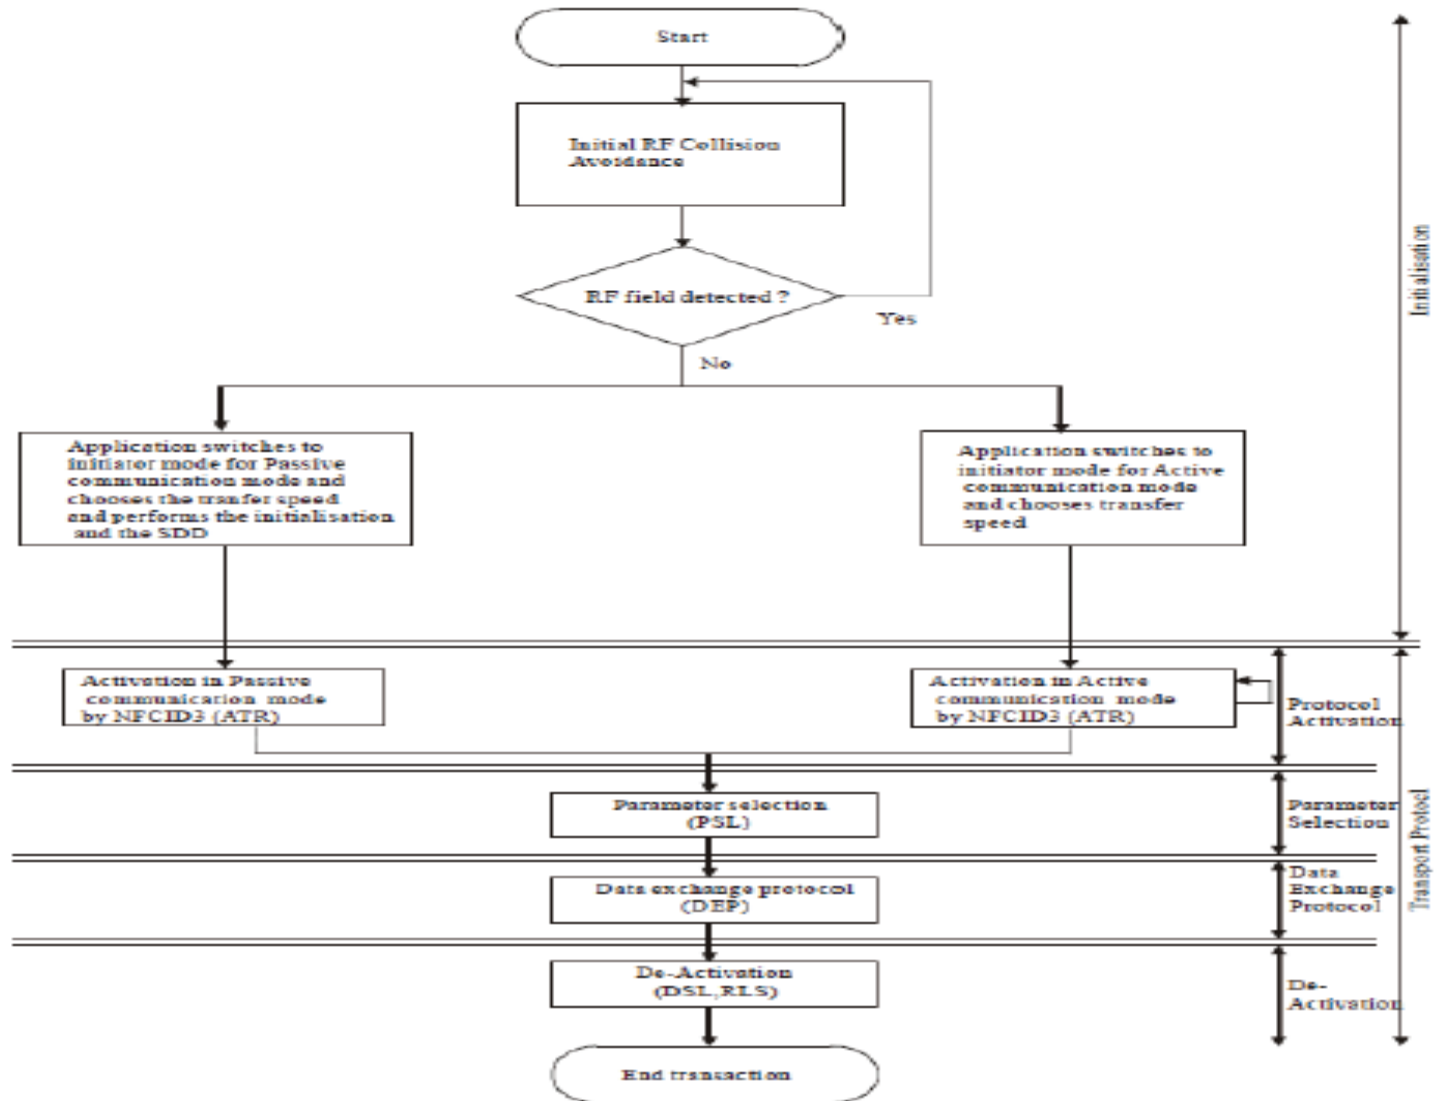 Start
Initial RF Collision
Avoidance
RF field detected ?
Yes
No
Application switches to
initiator mode for Passive
communication mode and
chooses the tranfer speed
and performs the initialisation
and the SDD
Application switches to
initiator mode for Active
communication mode
and chooses transfer
speed
Initialisation
Activation in Passive
communication mode
by NFCID3 (ATR)
Activation in Active
communication mode
by NFCID3 (ATR)
Protocol
Activation
Parameter selection
(PSL)
Parameter
Selection
Data exchange protocol
(DEP)
Data
Exchange
Protocol
De-Activation
(DSL,RLS)
De-
Activation
Transport Protocl
End transaction